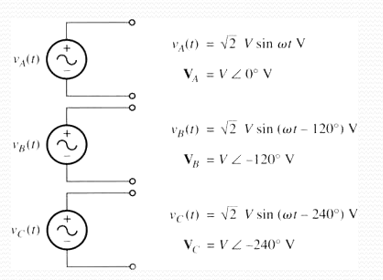 v_A(t) = √2 V sin ωt V
v_A(t)
+
−
V_A = V ∠ 0° V
v_B(t) = √2 V sin (ωt − 120°) V
v_B(t)
+
−
V_B = V ∠ −120° V
v_C(t) = √2 V sin (ωt − 240°) V
v_C(t)
+
−
V_C = V ∠ −240° V